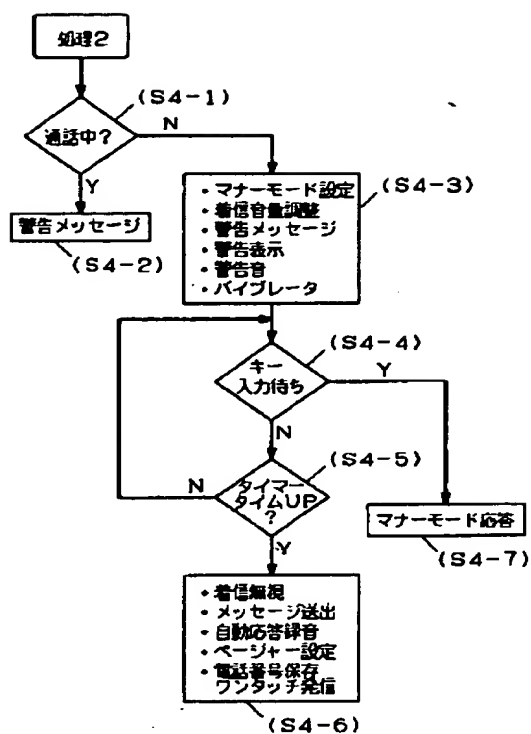 処理2
(S4-1)
通話中?
N
Y
警告メッセージ
(S4-2)
・マナーモード設定
・着信音量調整
・警告メッセージ
・警告表示
・警告音
・バイブレータ
(S4-3)
(S4-4)
キー
入力待ち
Y
N
(S4-5)
N
タイマー
タイムUP
?
Y
マナーモード応答
(S4-7)
・着信無視
・メッセージ送出
・自動応答録音
・ページャー設定
・電話番号保存
ワンタッチ発信
(S4-6)